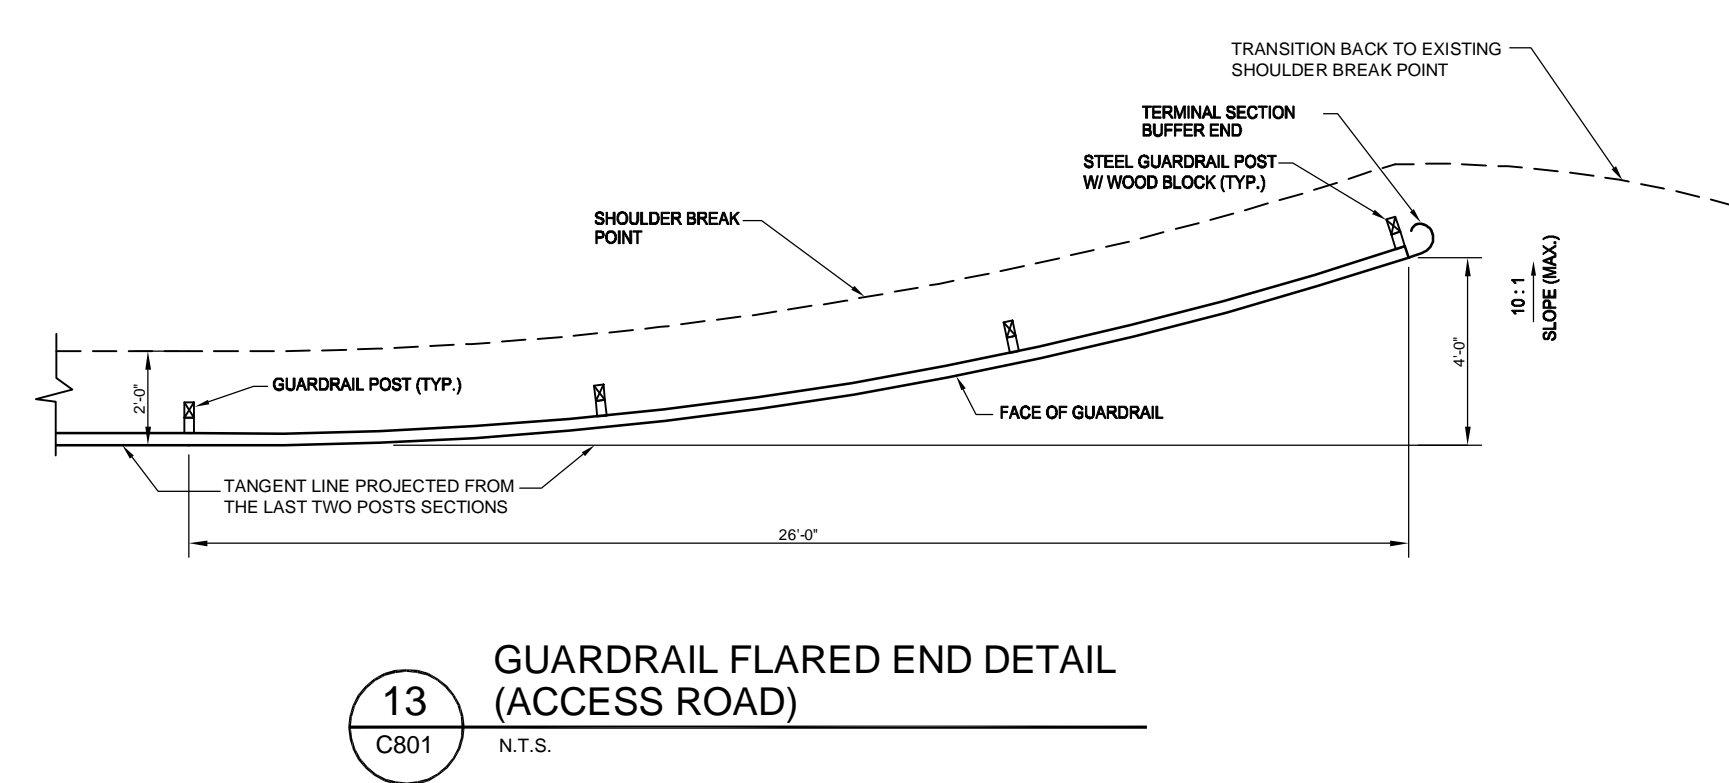 TRANSITION BACK TO EXISTING
SHOULDER BREAK POINT
TERMINAL SECTION
BUFFER END
STEEL GUARDRAIL POST
W/ WOOD BLOCK (TYP.)
SHOULDER BREAK
POINT
10 : 1
SLOPE (MAX.)
4'-0"
2'-0"
GUARDRAIL POST (TYP.)
FACE OF GUARDRAIL
TANGENT LINE PROJECTED FROM
THE LAST TWO POSTS SECTIONS
26'-0"
GUARDRAIL FLARED END DETAIL
(ACCESS ROAD)
13
C801
N.T.S.